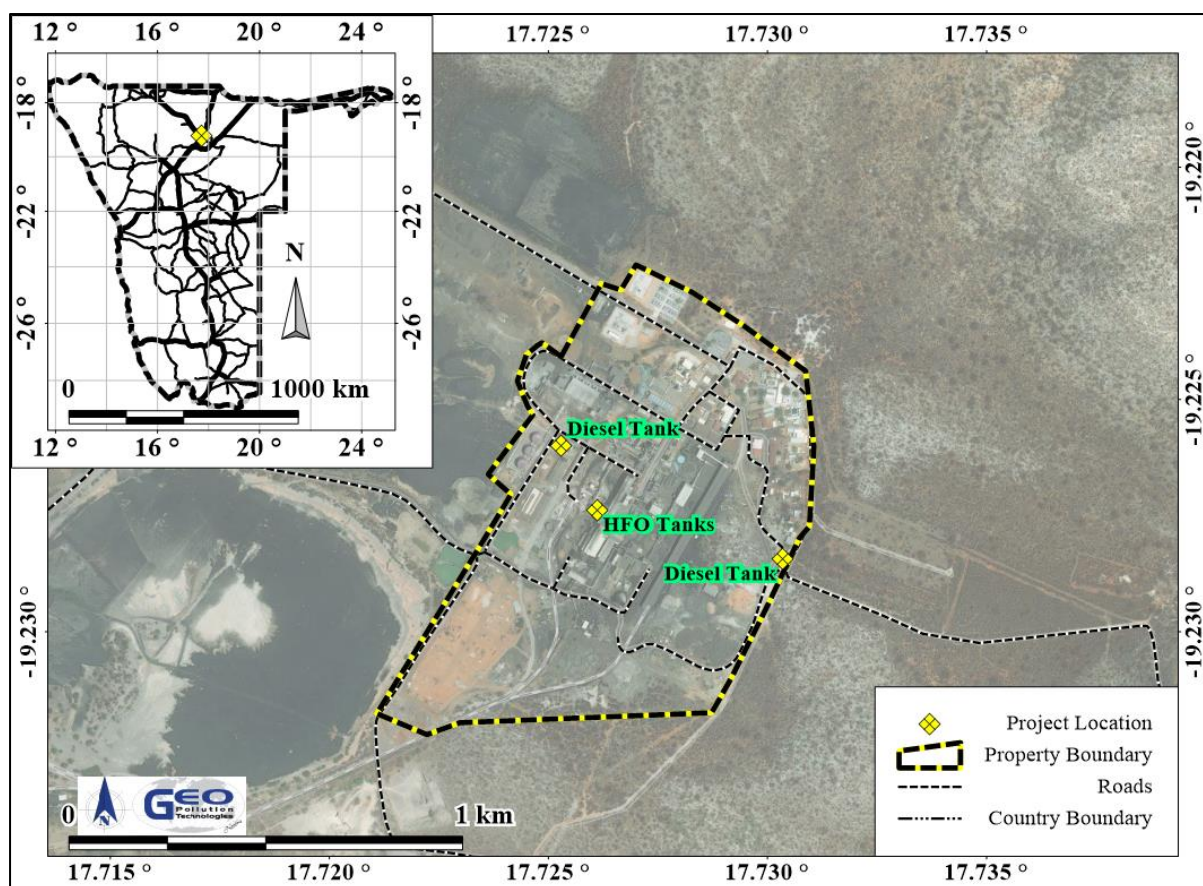 12 °
16 °
20 °
24 °
17.725 °
17.730 °
17.735 °
-18 °
-22 °
-26 °
-18 °
-22 °
-26 °
N
0
1000 km
12 °
16 °
20 °
24 °
-19.220 °
-19.225 °
-19.230 °
-19.230 °
Diesel Tank
HFO Tanks
Diesel Tank
Project Location
Property Boundary
Roads
Country Boundary
N
GEO
Pollution
Technologies
0
1 km
17.715 °
17.720 °
17.725 °
17.730 °
17.735 °